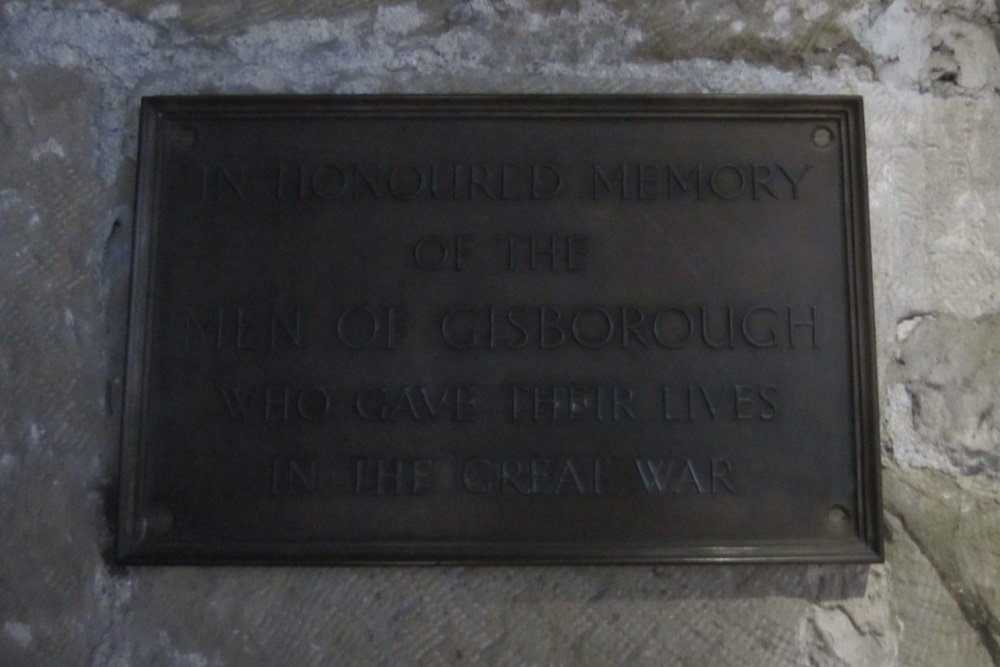 IN HONOURED MEMORY
OF THE
MEN OF GISBOROUGH
WHO GAVE THEIR LIVES
IN THE GREAT WAR